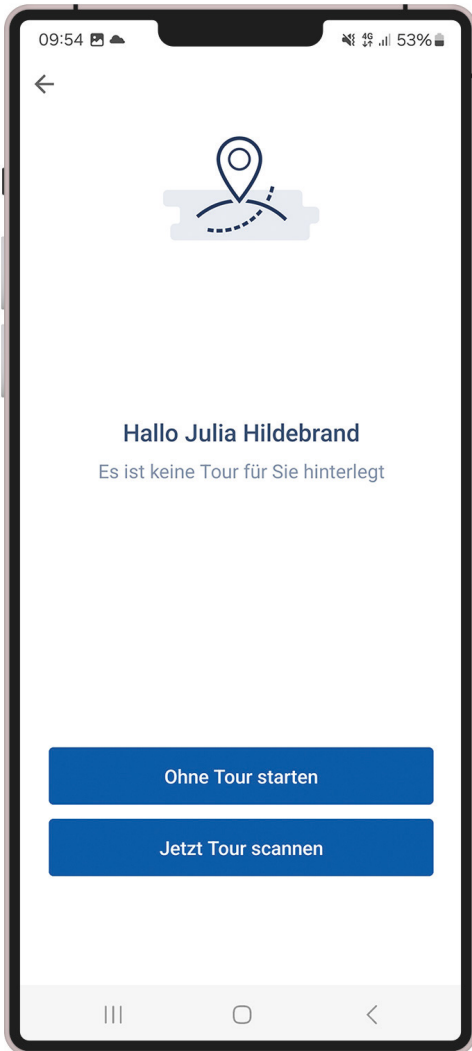 09:54 4G 53%
Hallo Julia Hildebrand
Es ist keine Tour für Sie hinterlegt
Ohne Tour starten
Jetzt Tour scannen